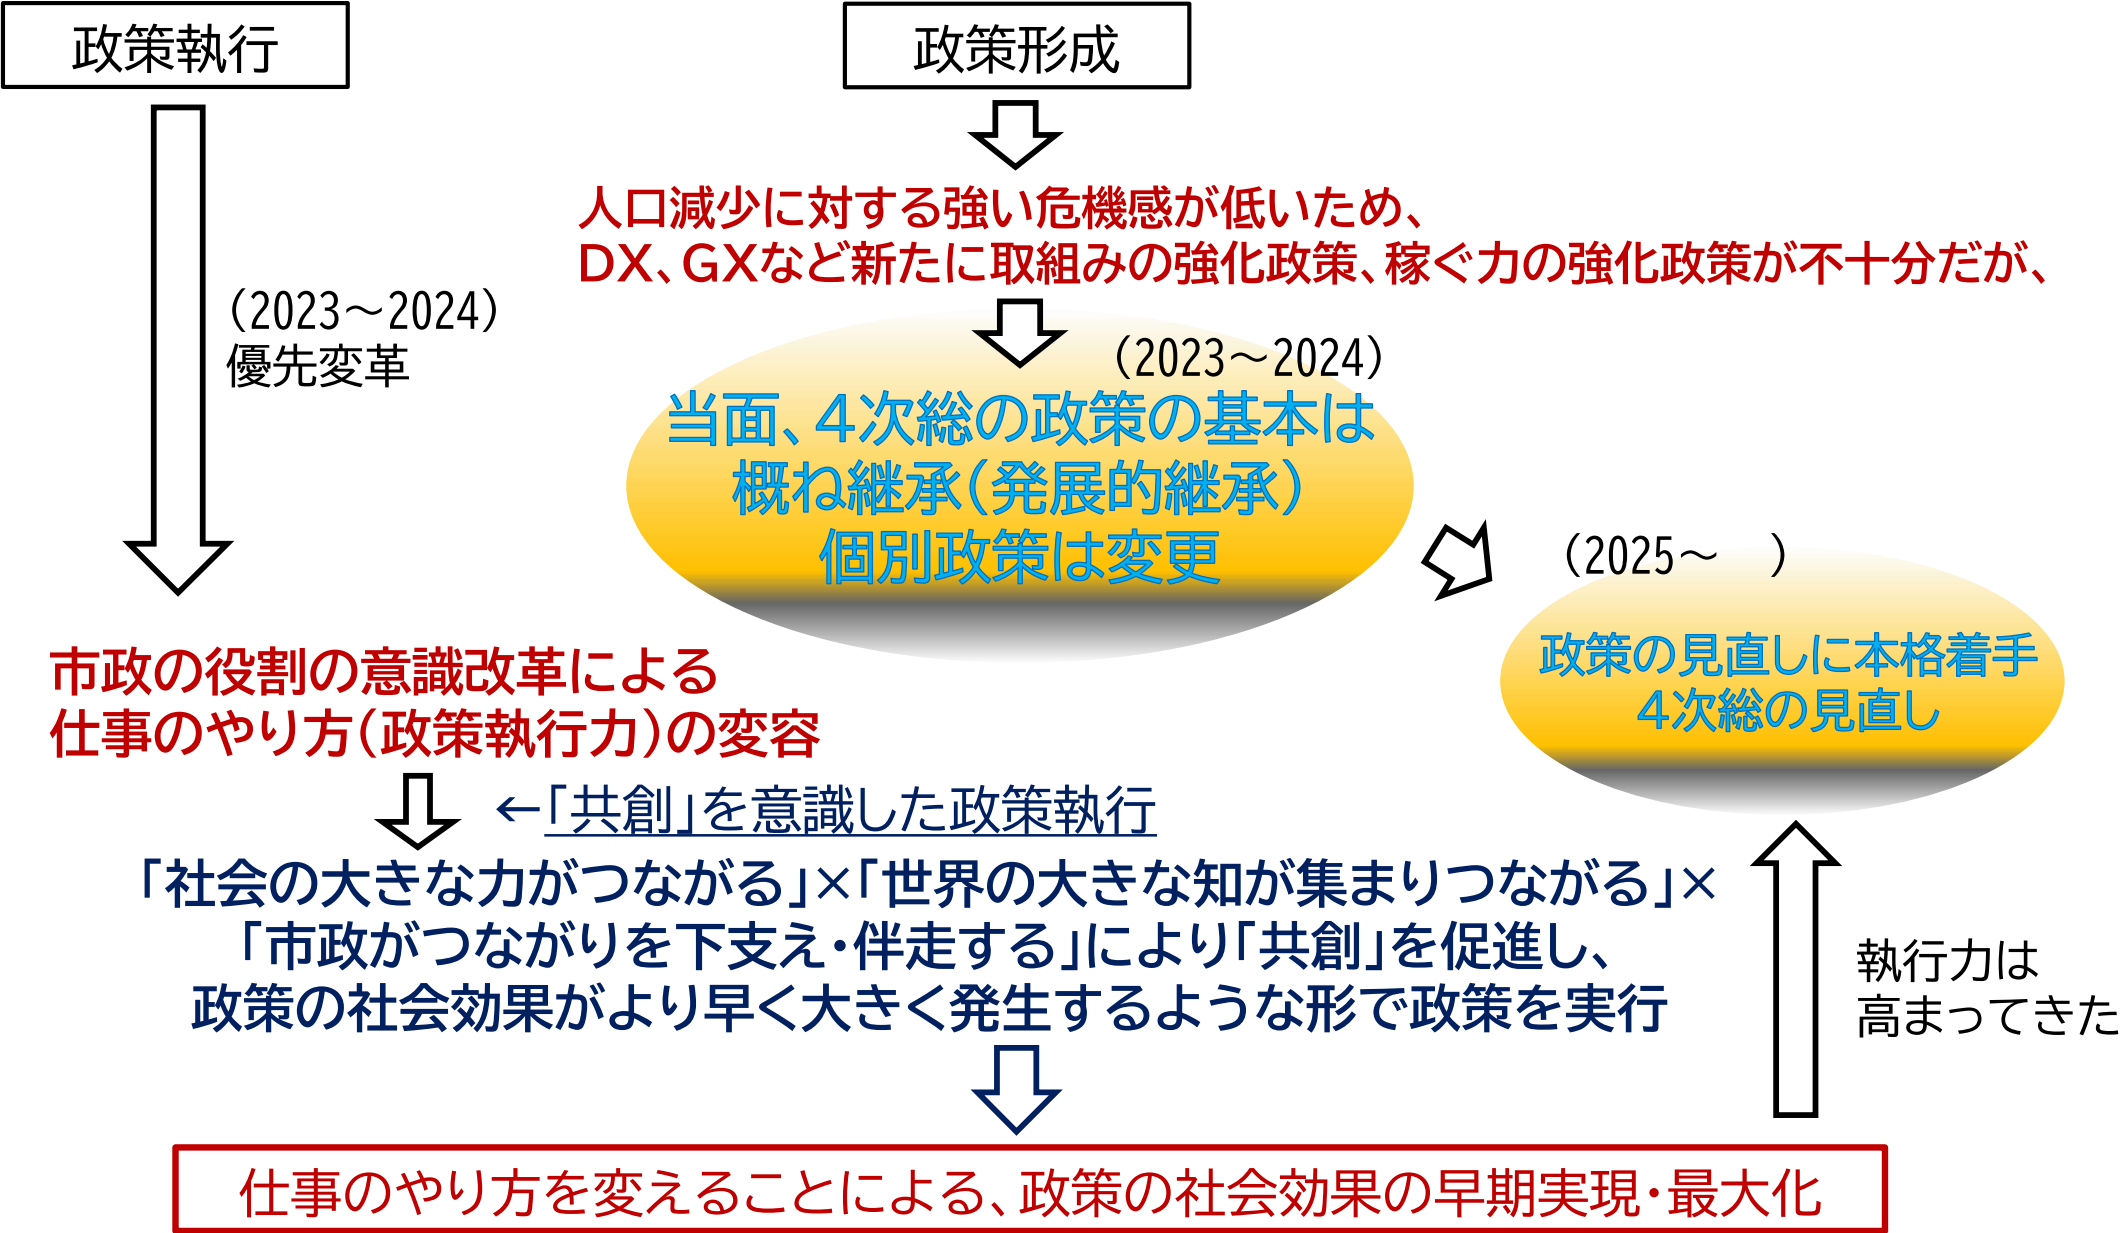 政策執行
政策形成
人口減少に対する強い危機感が低いため、
DX、GXなど新たに取組みの強化政策、稼ぐ力の強化政策が不十分だが、
（2023～2024）
優先変革
（2023～2024）
当面、4次総の政策の基本は
概ね継承（発展的継承）
個別政策は変更
（2025～　）
政策の見直しに本格着手
4次総の見直し
市政の役割の意識改革による
仕事のやり方（政策執行力）の変容
←「共創」を意識した政策執行
「社会の大きな力がつながる」×「世界の大きな知が集まりつながる」×
「市政がつながりを下支え・伴走する」により「共創」を促進し、
政策の社会効果がより早く大きく発生するような形で政策を実行
執行力は
高まってきた
仕事のやり方を変えることによる、政策の社会効果の早期実現・最大化